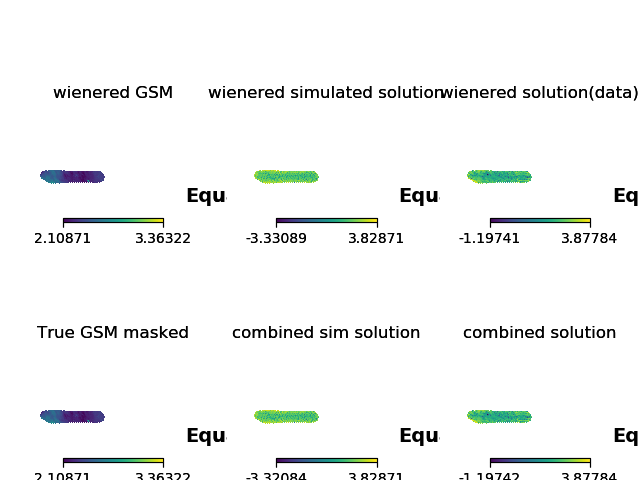 wienered GSM wienered simulated solution wienered solution(data)
Equ Equ Eq
2.10871 3.36322 -3.33089 3.82871 -1.19741 3.87784
True GSM masked combined sim solution combined solution
Equ Equ Eq
2.10871 3.36322 -3.32084 3.82871 -1.19742 3.87784